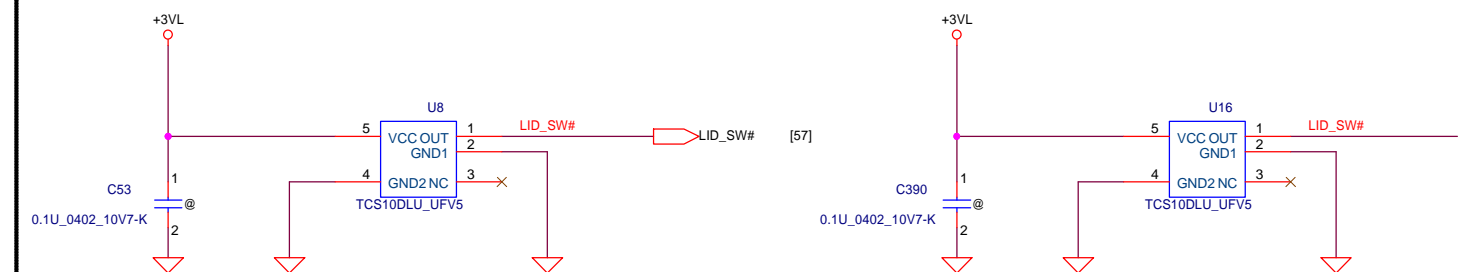 +3VL
+3VL
U8
U16
5
VCC OUT
1
LID_SW#
LID_SW#
[57]
5
VCC OUT
1
LID_SW#
GND1
2
GND1
2
4
GND2 NC
3
4
GND2 NC
3
TCS10DLU_UFV5
TCS10DLU_UFV5
C53
1
@
C390
1
@
0.1U_0402_10V7-K
2
0.1U_0402_10V7-K
2